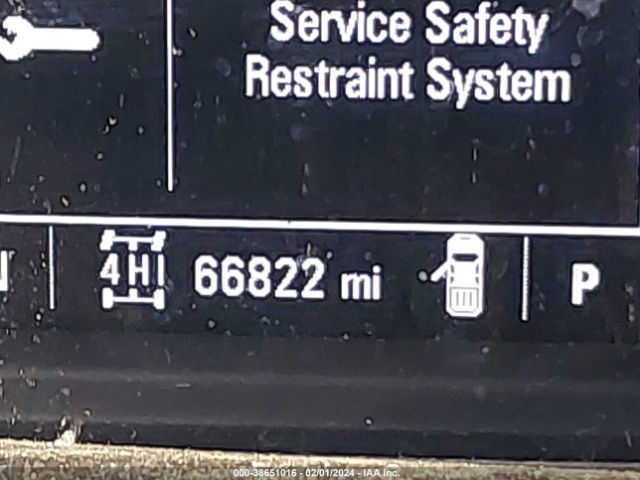 Service Safety
Restraint System
4HI 66822 mi P
000-38651016 - 02/01/2024 - IAA Inc.